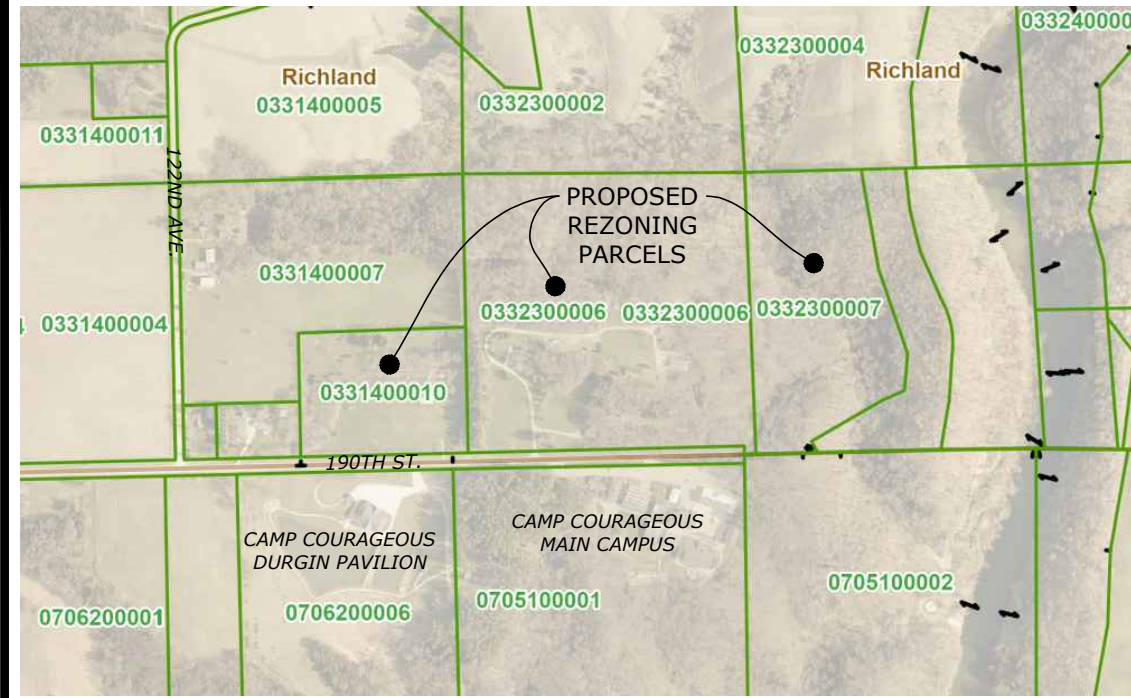 0332400000
0332300004
Richland
Richland
0331400005
0332300002
0331400011
122ND AVE.
PROPOSED
REZONING
PARCELS
0331400007
0332300006
0332300006
0332300007
0331400004
0331400010
190TH ST.
CAMP COURAGEOUS
DURGIN PAVILION
CAMP COURAGEOUS
MAIN CAMPUS
0705100002
0706200001
0706200006
0705100001